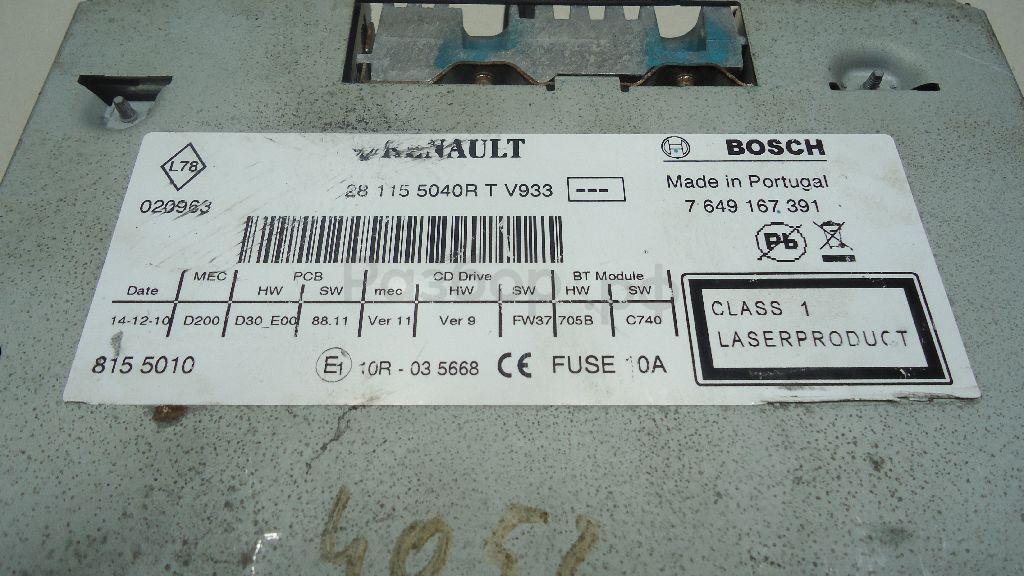 RENAULT
BOSCH
L78
28 115 5040R T V933 ---
Made in Portugal
020963
7 649 167 391
Pb
MEC PCB CD Drive BT Module
Date HW SW mec HW SW HW SW
14-12-10 D200 D30_E00 88.11 Ver 11 Ver 9 FW37 705B C740
CLASS 1
LASERPRODUCT
815 5010 E1 10R - 03 5668 CE FUSE 10A